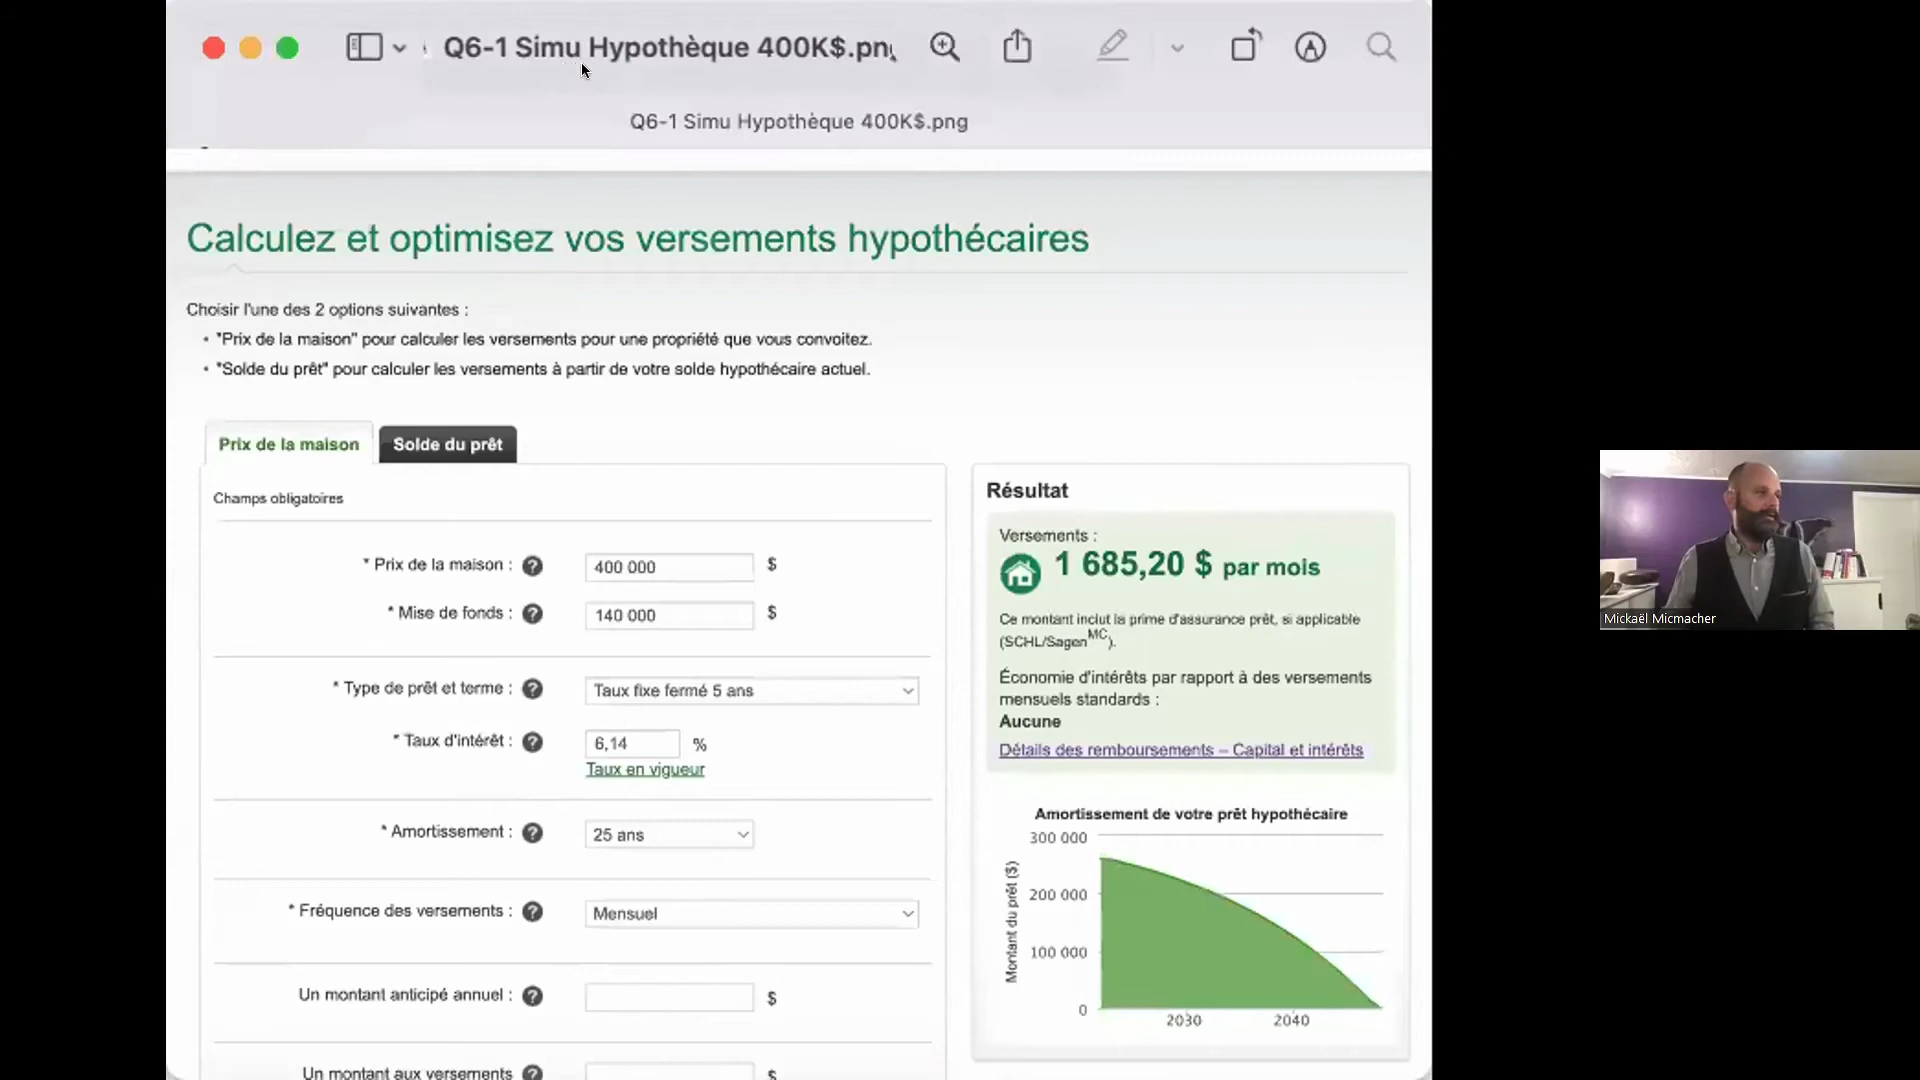 Q6-1 Simu Hypothèque 400K$.pn
Q6-1 Simu Hypothèque 400K$.png
Calculez et optimisez vos versements hypothécaires
Choisir l'une des 2 options suivantes :
• "Prix de la maison" pour calculer les versements pour une propriété que vous convoitez.
• "Solde du prêt" pour calculer les versements à partir de votre solde hypothécaire actuel.
Prix de la maison
Solde du prêt
Champs obligatoires
* Prix de la maison : ? 400 000 $
* Mise de fonds : ? 140 000 $
* Type de prêt et terme : ? Taux fixe fermé 5 ans
* Taux d'intérêt : ? 6,14 %
Taux en vigueur
* Amortissement : ? 25 ans
* Fréquence des versements : ? Mensuel
Un montant anticipé annuel : ? $
Un montant aux versements ? $
Résultat
Versements :
1 685,20 $ par mois
Ce montant inclut la prime d'assurance prêt, si applicable
(SCHL/Sagen MC).
Économie d'intérêts par rapport à des versements
mensuels standards :
Aucune
Détails des remboursements – Capital et intérêts
Amortissement de votre prêt hypothécaire
Montant du prêt ($)
300 000
200 000
100 000
0
2030 2040
Mickaël Micmacher